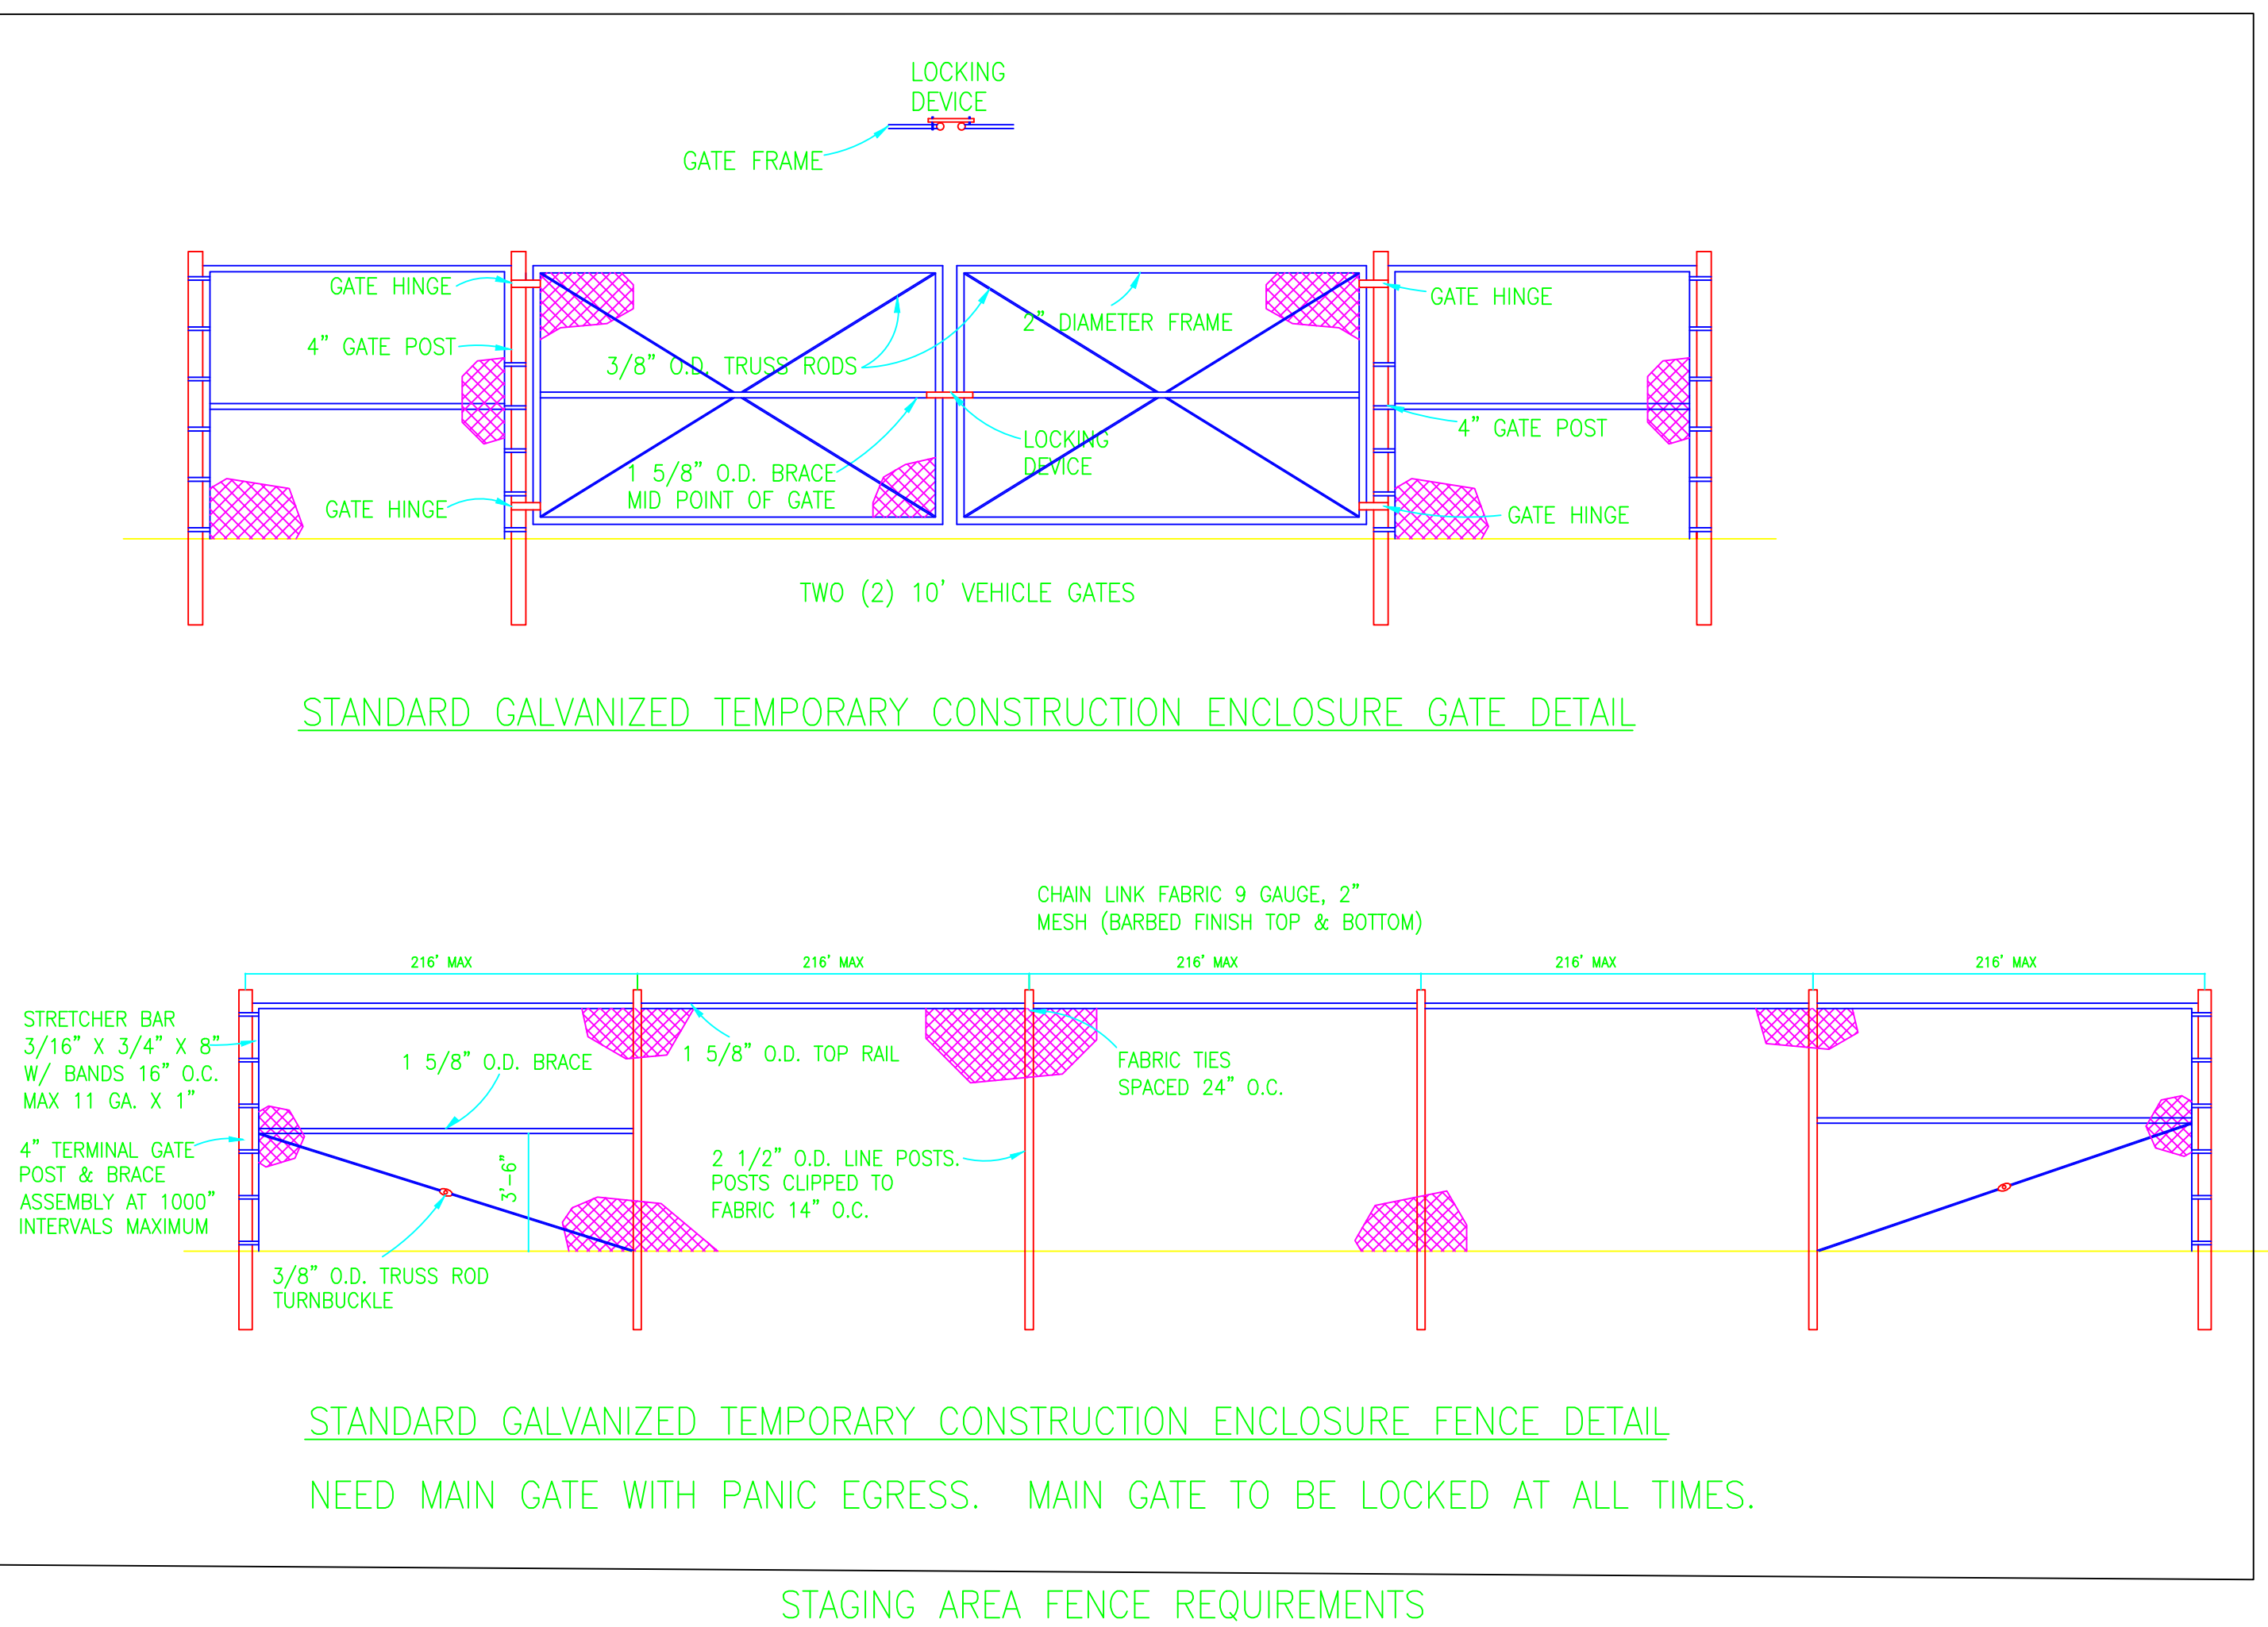 LOCKING
DEVICE
GATE FRAME
GATE HINGE
GATE HINGE
2" DIAMETER FRAME
4" GATE POST
3/8" O.D. TRUSS RODS
4" GATE POST
LOCKING
DEVICE
1 5/8" O.D. BRACE
MID POINT OF GATE
GATE HINGE
GATE HINGE
TWO (2) 10' VEHICLE GATES
STANDARD GALVANIZED TEMPORARY CONSTRUCTION ENCLOSURE GATE DETAIL
CHAIN LINK FABRIC 9 GAUGE, 2"
MESH (BARBED FINISH TOP & BOTTOM)
216' MAX
216' MAX
216' MAX
216' MAX
216' MAX
STRETCHER BAR
3/16" X 3/4" X 8"
W/ BANDS 16" O.C.
MAX 11 GA. X 1"
1 5/8" O.D. BRACE
1 5/8" O.D. TOP RAIL
FABRIC TIES
SPACED 24" O.C.
4" TERMINAL GATE
POST & BRACE
ASSEMBLY AT 1000"
INTERVALS MAXIMUM
3'-6"
2 1/2" O.D. LINE POSTS.
POSTS CLIPPED TO
FABRIC 14" O.C.
3/8" O.D. TRUSS ROD
TURNBUCKLE
STANDARD GALVANIZED TEMPORARY CONSTRUCTION ENCLOSURE FENCE DETAIL
NEED MAIN GATE WITH PANIC EGRESS. MAIN GATE TO BE LOCKED AT ALL TIMES.
STAGING AREA FENCE REQUIREMENTS